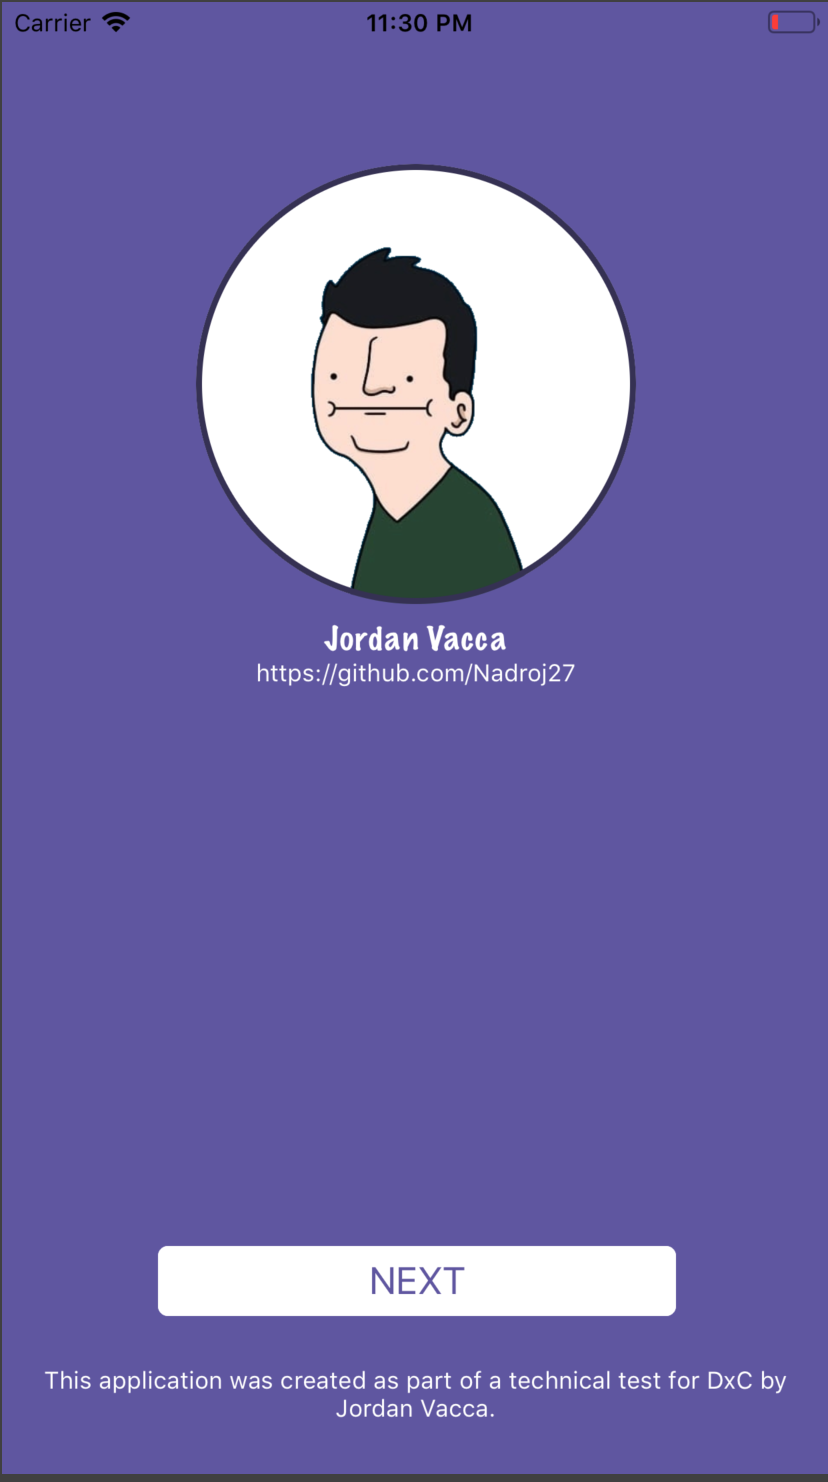 Carrier 11:30 PM
Jordan Vacca
https://github.com/Nadroj27
NEXT
This application was created as part of a technical test for DxC by
Jordan Vacca.